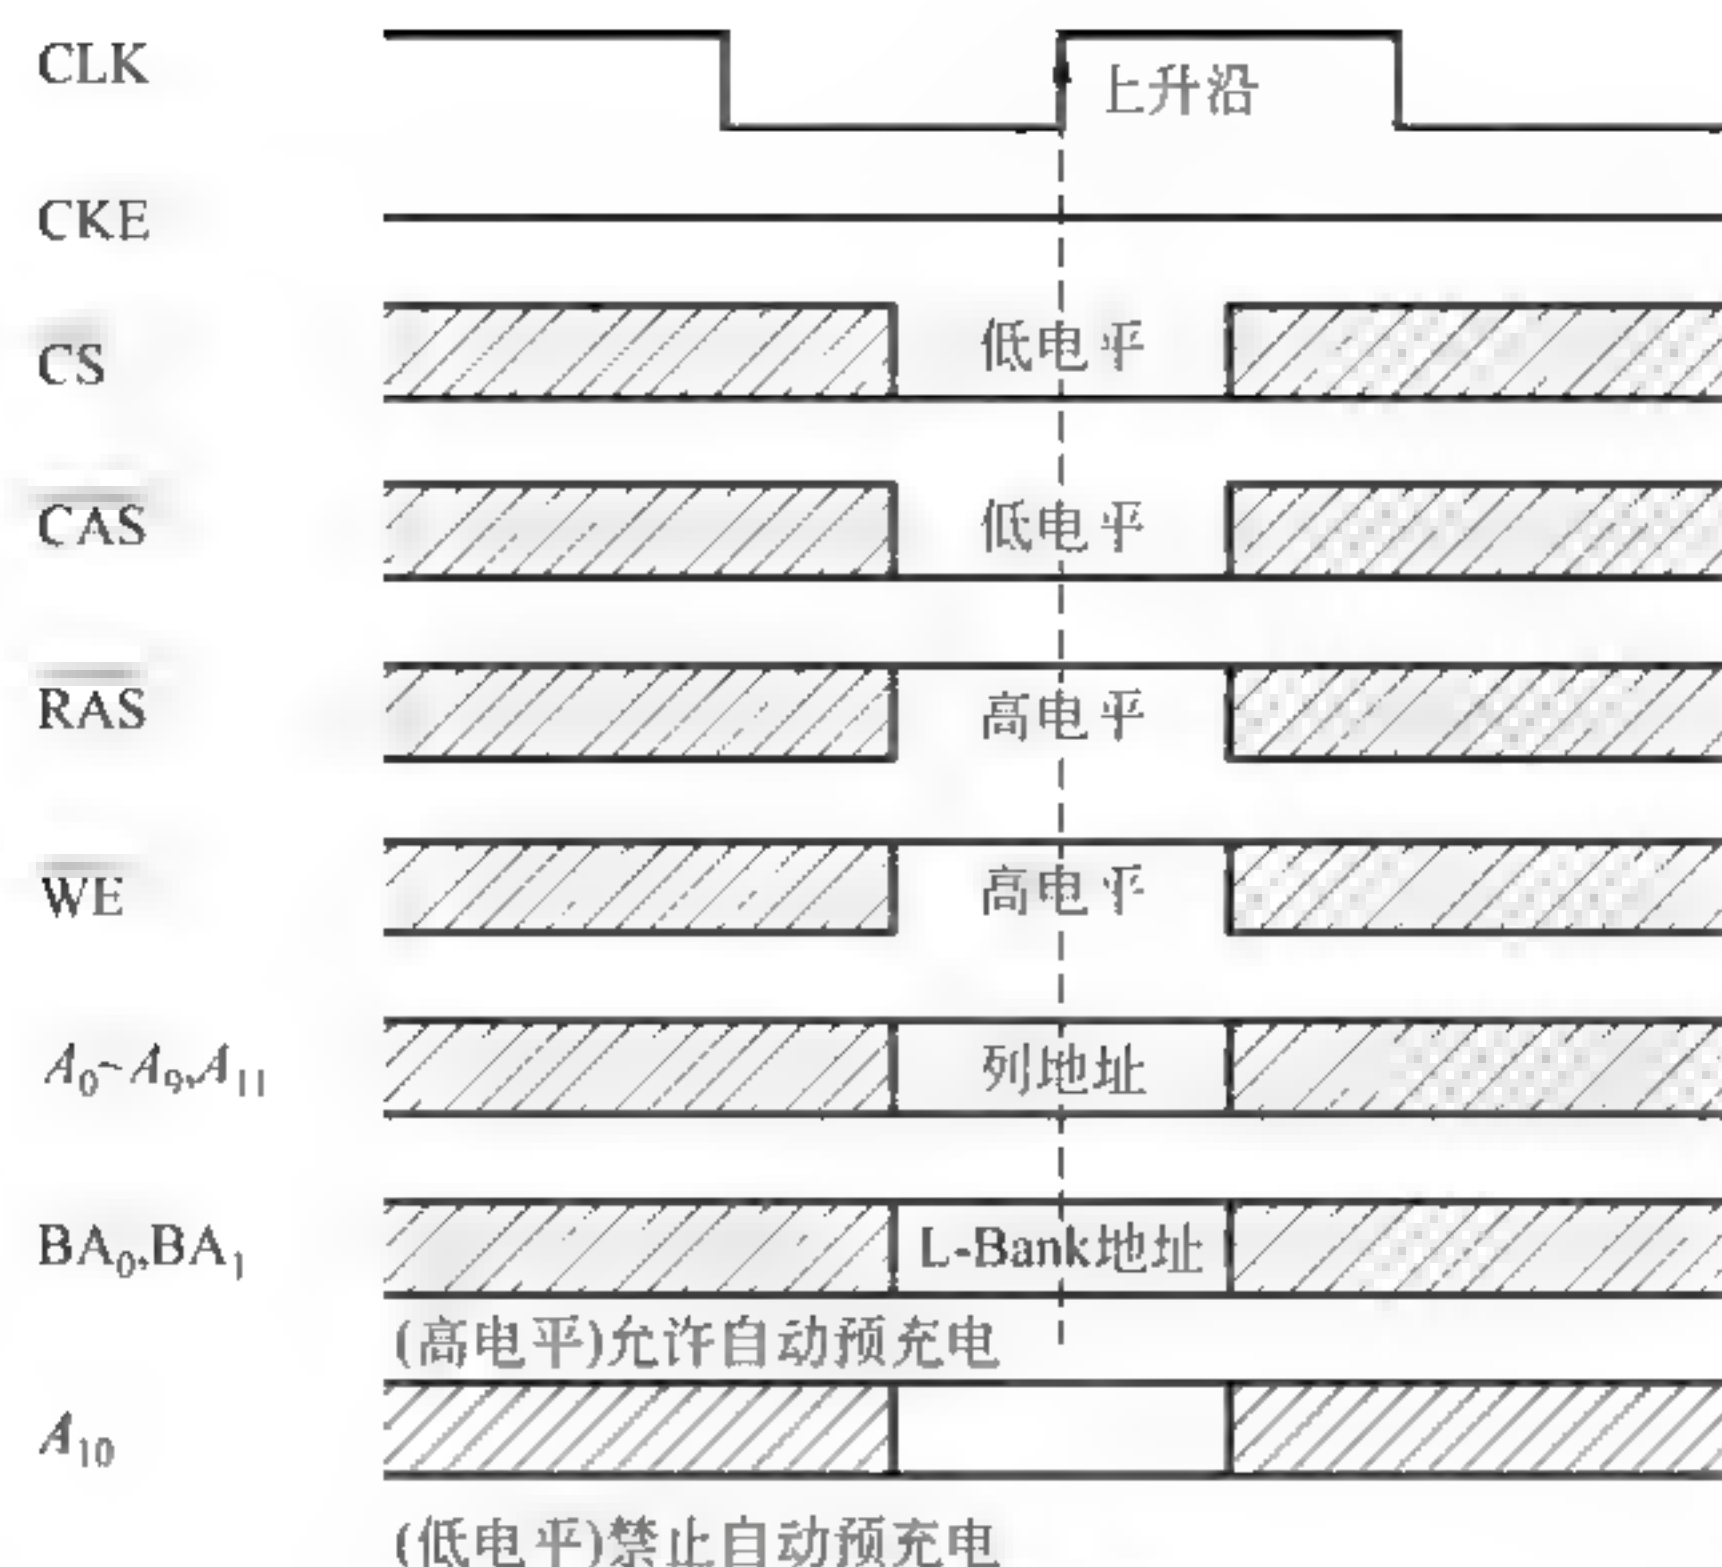 CLK 上升沿
CKE
CS 低电平
CAS 低电平
RAS 高电平
WE 高电平
A0~A9,A11 列地址
BA0,BA1 L-Bank地址
(高电平)允许自动预充电
A10
(低电平)禁止自动预充电